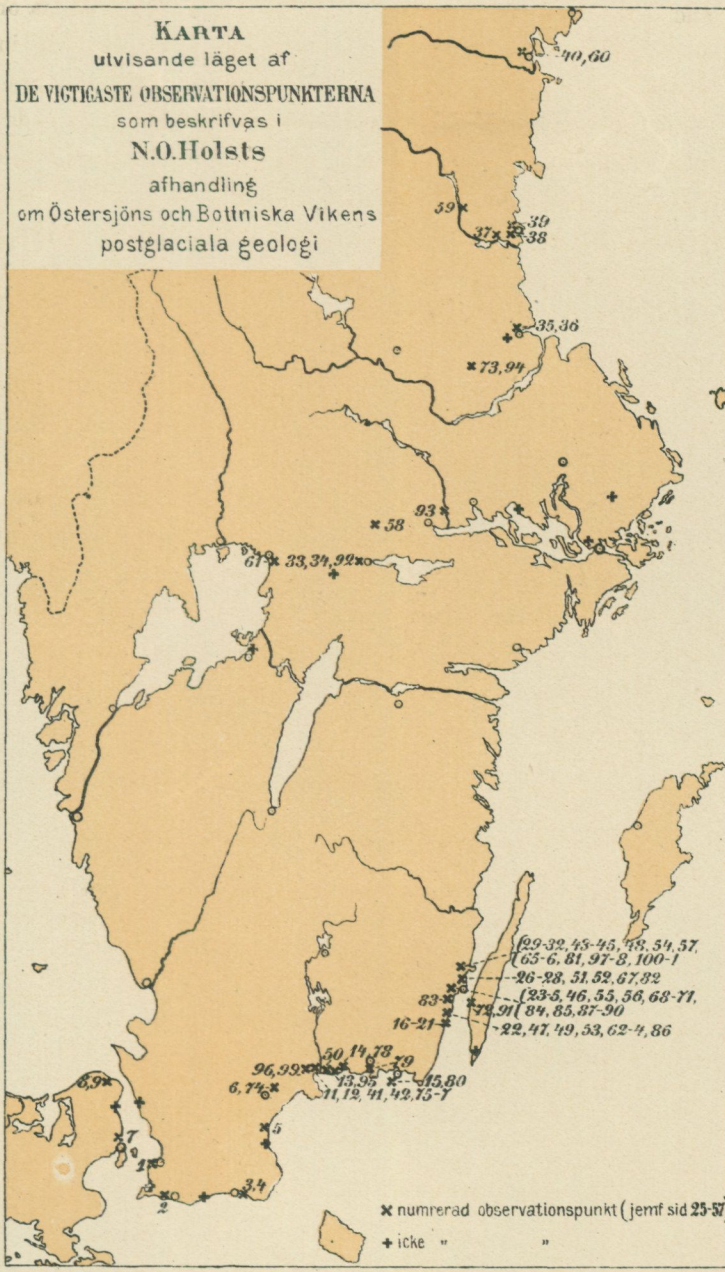 KARTA
utvisande läget af
DE VIGTIGASTE OBSERVATIONSPUNKTERNA
som beskrifvas i
N.O.Holsts
afhandling
om Östersjöns och Bottniska Vikens
postglaciala geologi
40,60
59
39
37
38
35,36
73,94
93
58
61
33,34,92
(29-32,43-45,48,54,57,
(65-6,81,97-8,100-1
26-28,51,52,67,82
(23-5,46,55,56,68-71,
83
72,91(84,85,87-90
16-21
22,47,49,53,62-4,86
50 14,78
96,99 79
8,9
6,74 13,95 15,80
11,12,41,42,75-7
5
7
1
3,4
2
x numrerad observationspunkt (jemf sid 25-57
+ icke " "